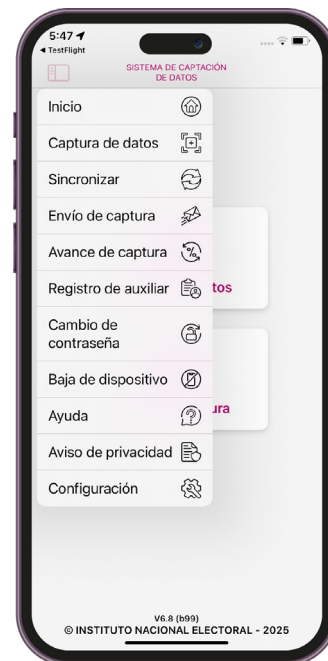 5:47
◀ TestFlight
SISTEMA DE CAPTACIÓN
DE DATOS
Inicio
Captura de datos
Sincronizar
Envío de captura
Avance de captura
Registro de auxiliar
tos
Cambio de
contraseña
Baja de dispositivo
Ayuda
ura
Aviso de privacidad
Configuración
V6.8 (b99)
© INSTITUTO NACIONAL ELECTORAL - 2025